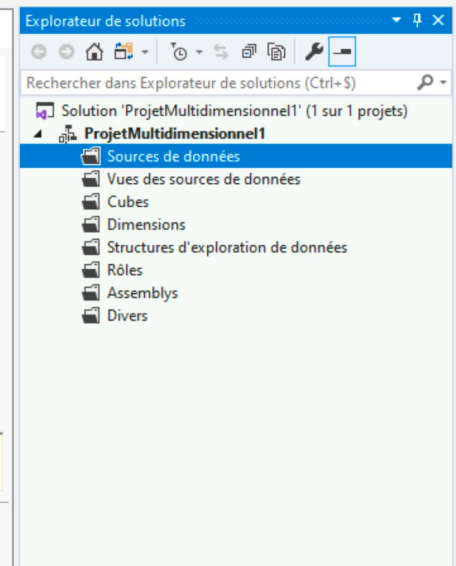 Explorateur de solutions
Rechercher dans Explorateur de solutions (Ctrl+$)
Solution 'ProjetMultidimensionnel1' (1 sur 1 projets)
ProjetMultidimensionnel1
Sources de données
Vues des sources de données
Cubes
Dimensions
Structures d'exploration de données
Rôles
Assemblys
Divers